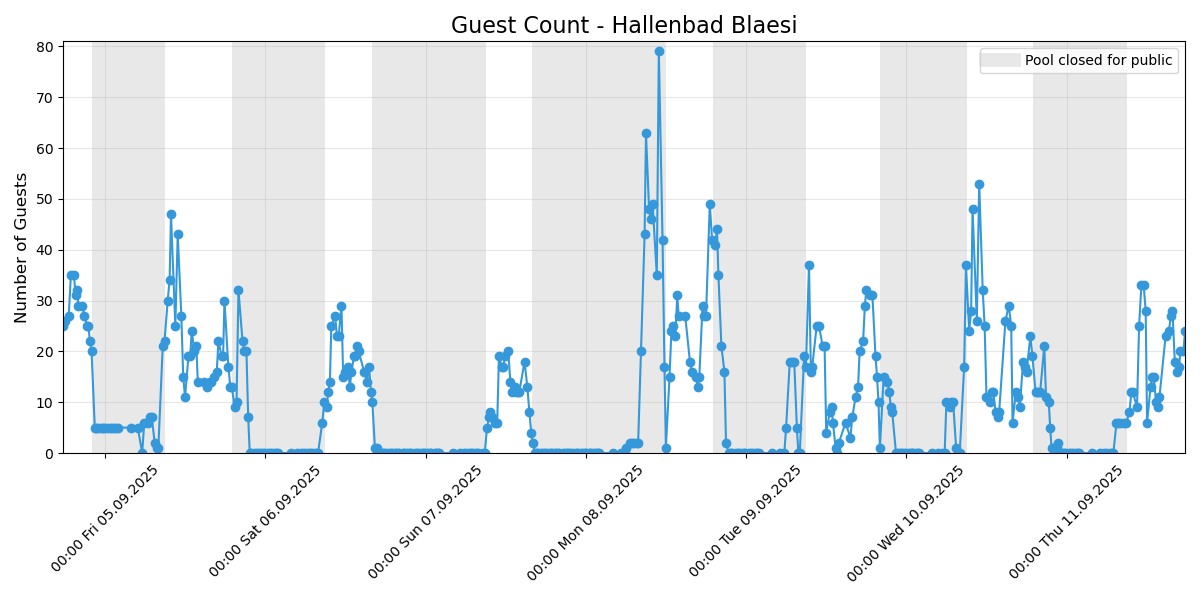 Guest Count - Hallenbad Blaesi
Pool closed for public
Number of Guests
80
70
60
50
40
30
20
10
0
00:00 Fri 05.09.2025
00:00 Sat 06.09.2025
00:00 Sun 07.09.2025
00:00 Mon 08.09.2025
00:00 Tue 09.09.2025
00:00 Wed 10.09.2025
00:00 Thu 11.09.2025